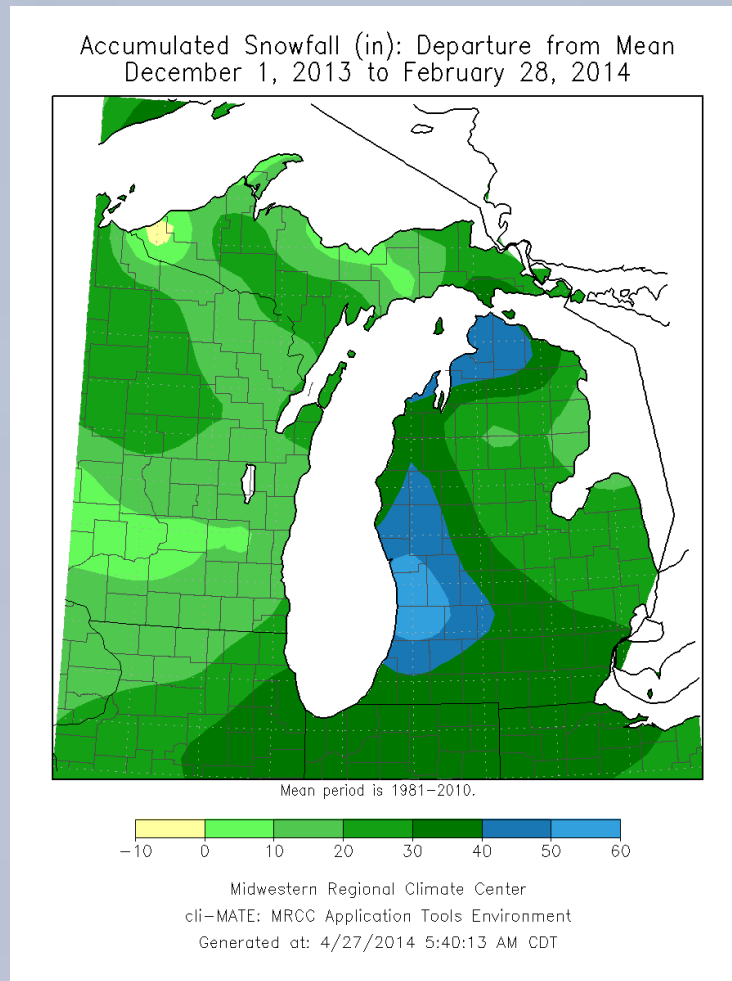 Accumulated Snowfall (in): Departure from Mean
December 1, 2013 to February 28, 2014
Mean period is 1981-2010.
-10 0 10 20 30 40 50 60
Midwestern Regional Climate Center
cli-MATE: MRCC Application Tools Environment
Generated at: 4/27/2014 5:40:13 AM CDT